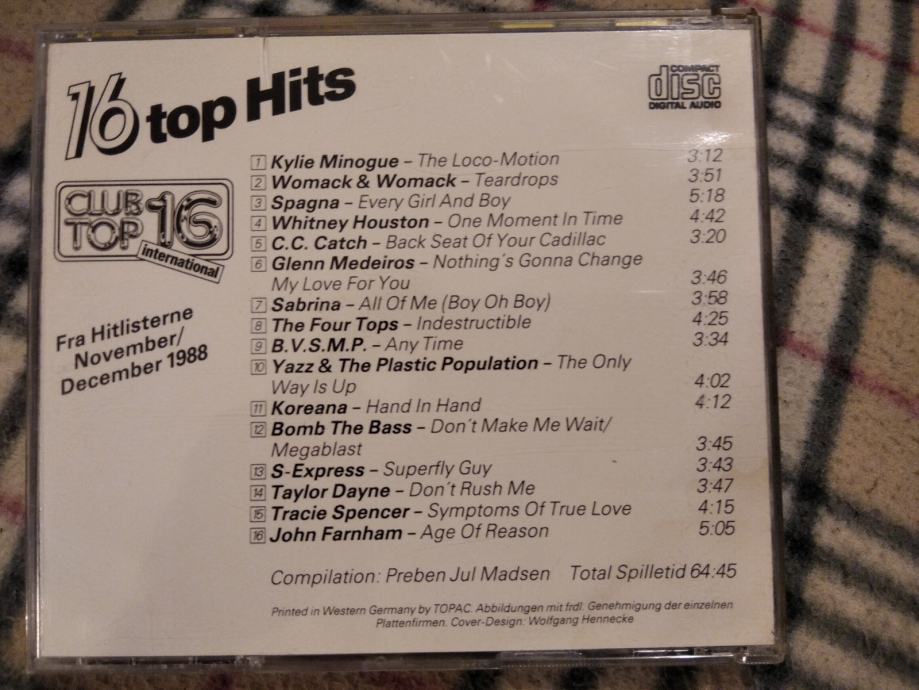 16 top Hits
COMPACT
disc
DIGITAL AUDIO
CLUB
TOP 16
international
Fra Hitlisterne
November/
December 1988
1 Kylie Minogue – The Loco-Motion 3:12
2 Womack & Womack – Teardrops 3:51
3 Spagna – Every Girl And Boy 5:18
4 Whitney Houston – One Moment In Time 4:42
5 C.C. Catch – Back Seat Of Your Cadillac 3:20
6 Glenn Medeiros – Nothing´s Gonna Change
My Love For You 3:46
7 Sabrina – All Of Me (Boy Oh Boy) 3:58
8 The Four Tops – Indestructible 4:25
9 B.V.S.M.P. – Any Time 3:34
10 Yazz & The Plastic Population – The Only
Way Is Up 4:02
11 Koreana – Hand In Hand 4:12
12 Bomb The Bass – Don´t Make Me Wait/
Megablast 3:45
13 S-Express – Superfly Guy 3:43
14 Taylor Dayne – Don´t Rush Me 3:47
15 Tracie Spencer – Symptoms Of True Love 4:15
16 John Farnham – Age Of Reason 5:05
Compilation: Preben Jul Madsen Total Spilletid 64:45
Printed in Western Germany by TOPAC. Abbildungen mit frdl. Genehmigung der einzelnen
Plattenfirmen. Cover-Design: Wolfgang Hennecke